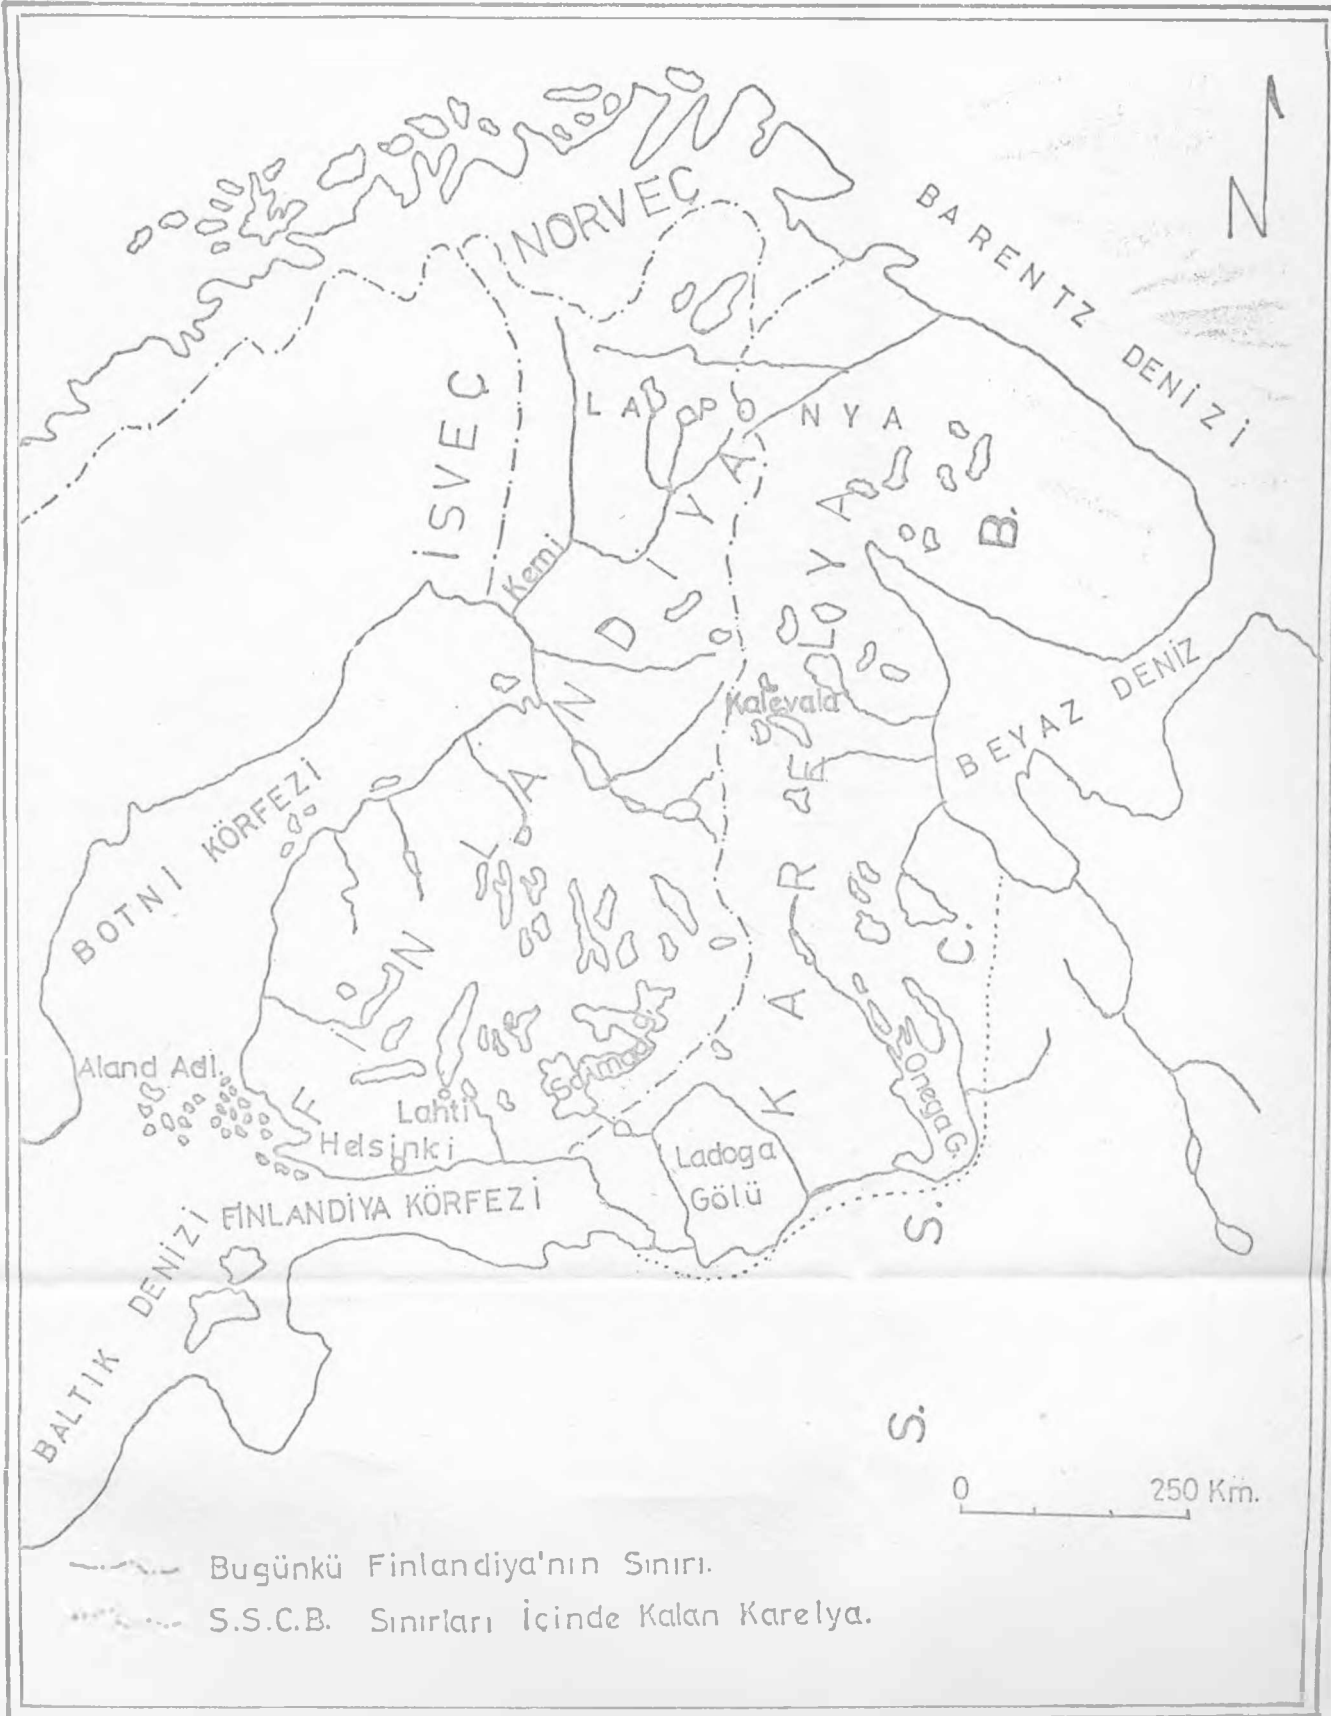 N
NORVEÇ
BARENTZ DENİZİ
İSVEÇ
LAPONYA
Kemi
FİNLANDİYA
KARELYA
Kalevala
BEYAZ DENİZ
BOTNİ KÖRFEZİ
Aland Adl.
Lahti
Helsinki
Saimaa G.
Onega G.
Ladoga
Gölü
FİNLANDİYA KÖRFEZİ
BALTIK DENİZİ
S. S. C. B.
0 250 Km.
Bugünkü Finlandiya'nın Sınırı.
S.S.C.B. Sınırları İçinde Kalan Karelya.